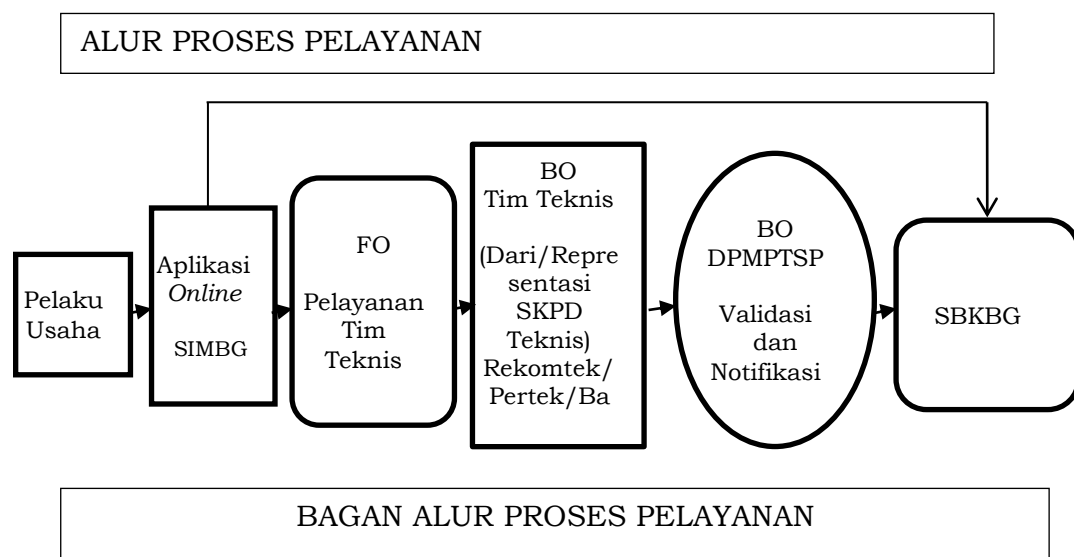 ALUR PROSES PELAYANAN
Pelaku
Usaha
Aplikasi
Online
SIMBG
FO
Pelayanan
Tim
Teknis
BO
Tim Teknis
(Dari/Repre
sentasi
SKPD
Teknis)
Rekomtek/
Pertek/Ba
BO
DPMPTSP
Validasi
dan
Notifikasi
SBKBG
BAGAN ALUR PROSES PELAYANAN